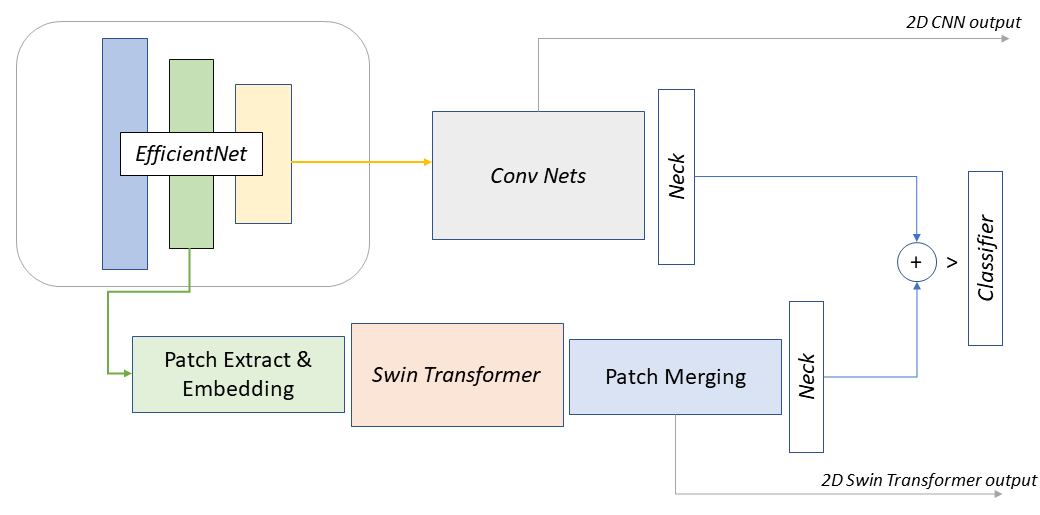 2D CNN output
EfficientNet
Conv Nets
Neck
+
>
Classifier
Patch Extract &
Embedding
Swin Transformer
Patch Merging
Neck
2D Swin Transformer output